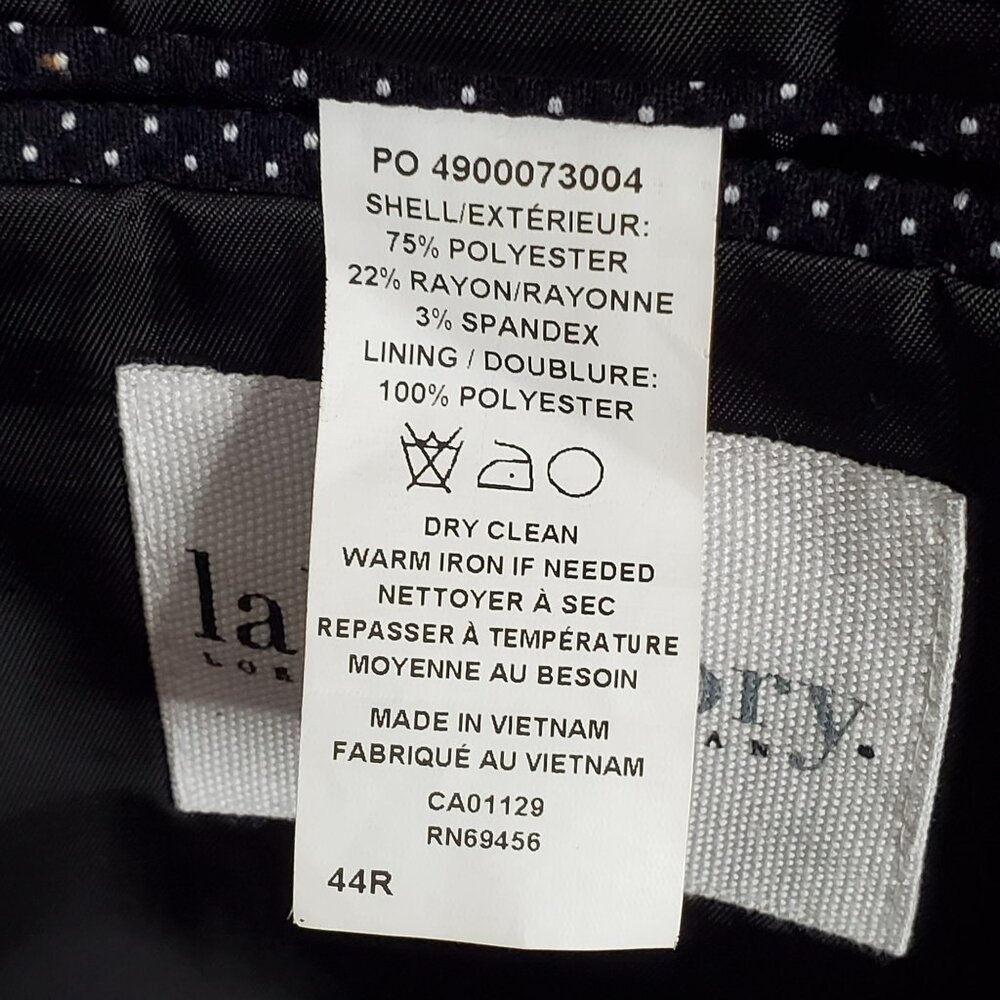 PO 4900073004
SHELL/EXTÉRIEUR:
75% POLYESTER
22% RAYON/RAYONNE
3% SPANDEX
LINING / DOUBLURE:
100% POLYESTER
DRY CLEAN
WARM IRON IF NEEDED
NETTOYER À SEC
REPASSER À TEMPÉRATURE
MOYENNE AU BESOIN
MADE IN VIETNAM
FABRIQUÉ AU VIETNAM
CA01129
RN69456
44R